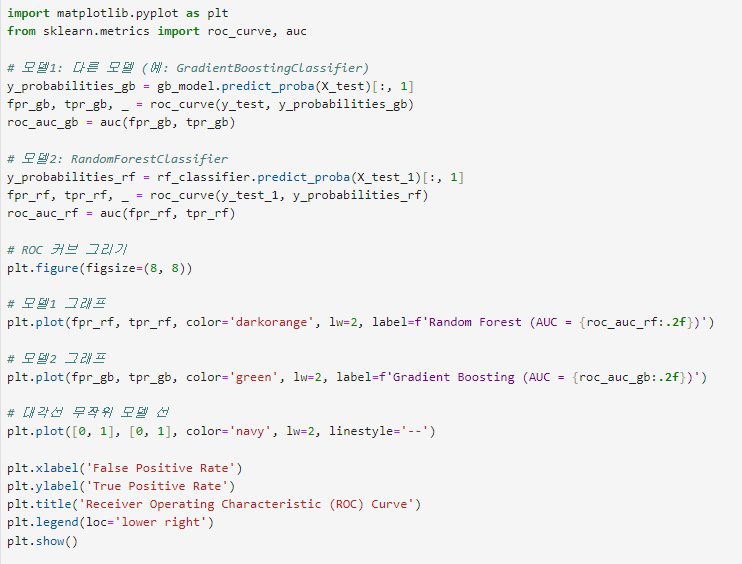 import matplotlib.pyplot as plt
from sklearn.metrics import roc_curve, auc
# 모델1: 다른 모델 (예: GradientBoostingClassifier)
y_probabilities_gb = gb_model.predict_proba(X_test)[:, 1]
fpr_gb, tpr_gb, _ = roc_curve(y_test, y_probabilities_gb)
roc_auc_gb = auc(fpr_gb, tpr_gb)
# 모델2: RandomForestClassifier
y_probabilities_rf = rf_classifier.predict_proba(X_test_1)[:, 1]
fpr_rf, tpr_rf, _ = roc_curve(y_test_1, y_probabilities_rf)
roc_auc_rf = auc(fpr_rf, tpr_rf)
# ROC 커브 그리기
plt.figure(figsize=(8, 8))
# 모델1 그래프
plt.plot(fpr_rf, tpr_rf, color='darkorange', lw=2, label=f'Random Forest (AUC = {roc_auc_rf:.2f})')
# 모델2 그래프
plt.plot(fpr_gb, tpr_gb, color='green', lw=2, label=f'Gradient Boosting (AUC = {roc_auc_gb:.2f})')
# 대각선 무작위 모델 선
plt.plot([0, 1], [0, 1], color='navy', lw=2, linestyle='--')
plt.xlabel('False Positive Rate')
plt.ylabel('True Positive Rate')
plt.title('Receiver Operating Characteristic (ROC) Curve')
plt.legend(loc='lower right')
plt.show()